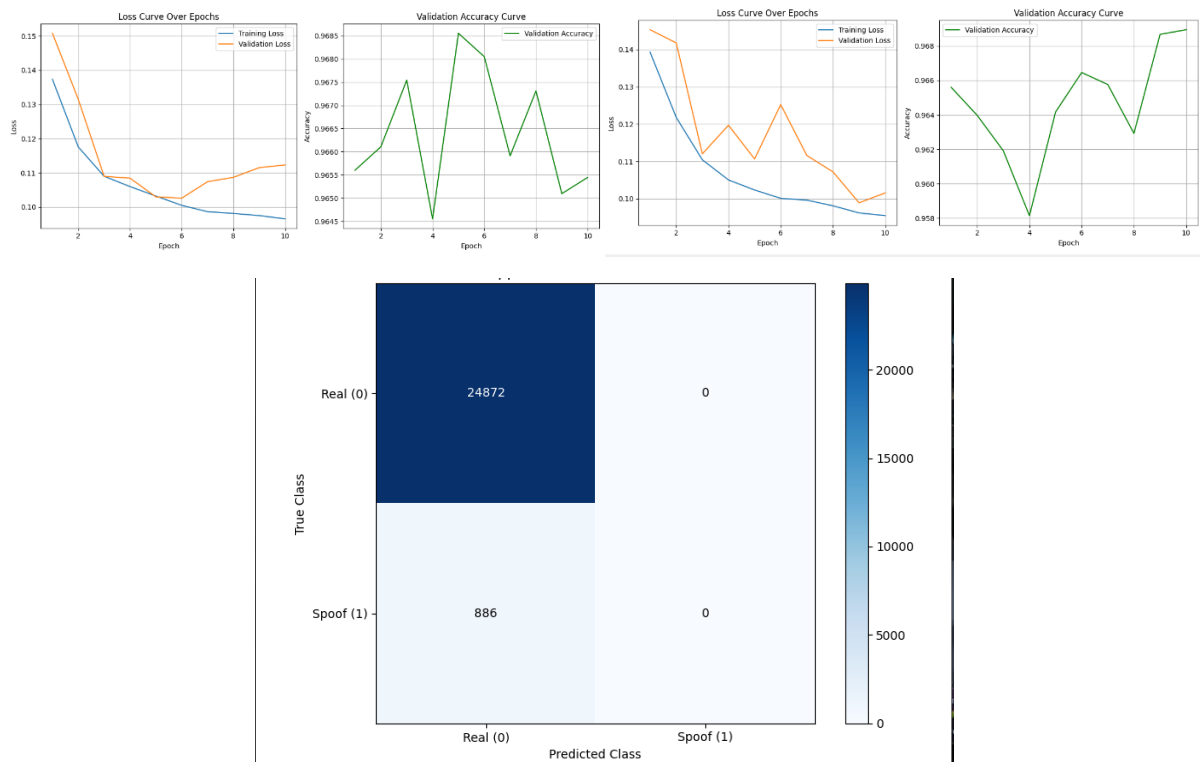 Loss Curve Over Epochs
Training Loss
Validation Loss
0.15
0.14
0.13
0.12
0.11
0.10
Loss
2
4
6
8
10
Epoch
Validation Accuracy Curve
Validation Accuracy
0.9685
0.9680
0.9675
0.9670
0.9665
0.9660
0.9655
0.9650
0.9645
Accuracy
2
4
6
8
10
Epoch
Loss Curve Over Epochs
Training Loss
Validation Loss
0.14
0.13
0.12
0.11
0.10
Loss
2
4
6
8
10
Epoch
Validation Accuracy Curve
Validation Accuracy
0.968
0.966
0.964
0.962
0.960
0.958
Accuracy
2
4
6
8
10
Epoch
True Class
Real (0)
24872
0
Spoof (1)
886
0
Real (0)
Spoof (1)
Predicted Class
20000
15000
10000
5000
0